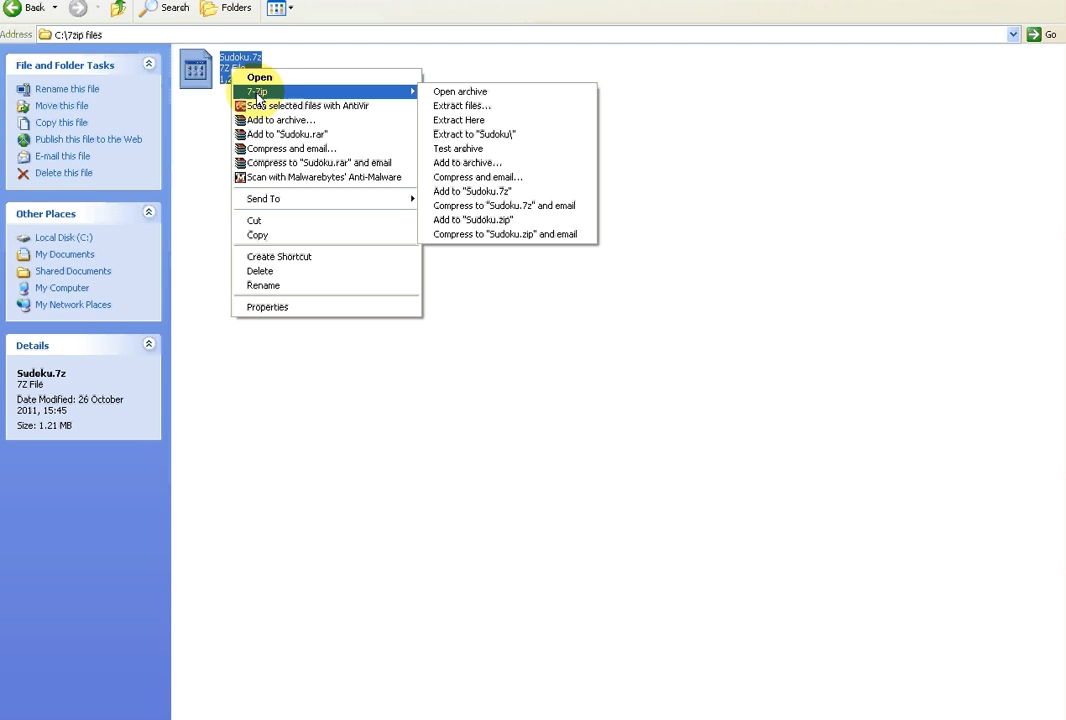 Back
Search
Folders
Address
C:\7zip files
Go
File and Folder Tasks
Rename this file
Move this file
Copy this file
Publish this file to the Web
E-mail this file
Delete this file
Other Places
Local Disk (C:)
My Documents
Shared Documents
My Computer
My Network Places
Details
Sudoku.7z
7Z File
Date Modified: 26 October
2011, 15:45
Size: 1.21 MB
Sudoku.7z
7Z File
Open
7-Zip
Scan selected files with AntiVir
Add to archive...
Add to "Sudoku.rar"
Compress and email...
Compress to "Sudoku.rar" and email
Scan with Malwarebytes' Anti-Malware
Send To
Cut
Copy
Create Shortcut
Delete
Rename
Properties
Open archive
Extract files...
Extract Here
Extract to "Sudoku\"
Test archive
Add to archive...
Compress and email...
Add to "Sudoku.7z"
Compress to "Sudoku.7z" and email
Add to "Sudoku.zip"
Compress to "Sudoku.zip" and email